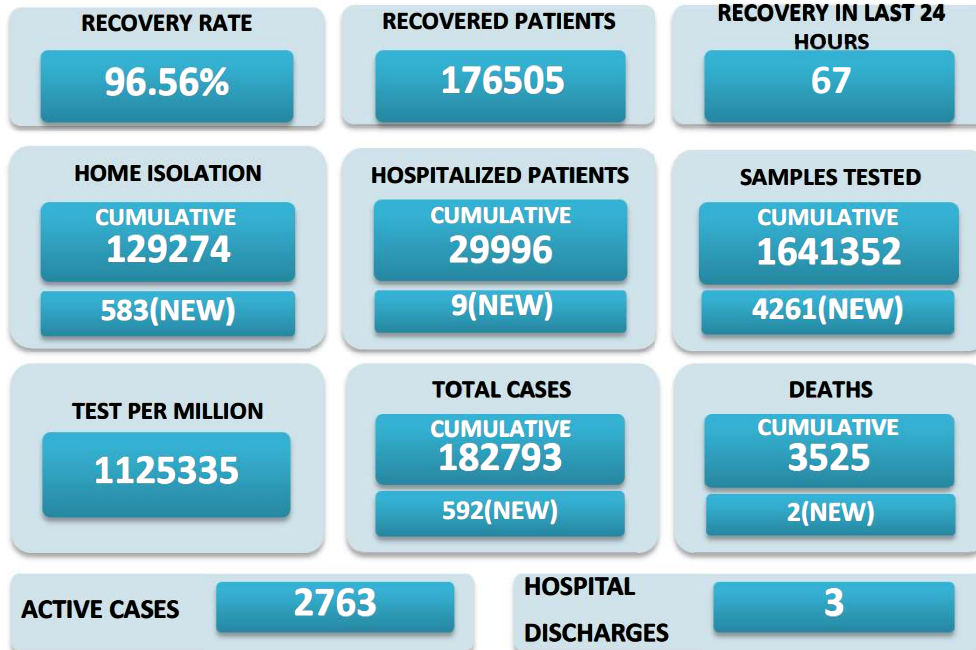 RECOVERY RATE
96.56%
RECOVERED PATIENTS
176505
RECOVERY IN LAST 24
HOURS
67
HOME ISOLATION
CUMULATIVE
129274
583(NEW)
HOSPITALIZED PATIENTS
CUMULATIVE
29996
9(NEW)
SAMPLES TESTED
CUMULATIVE
1641352
4261(NEW)
TEST PER MILLION
1125335
TOTAL CASES
CUMULATIVE
182793
592(NEW)
DEATHS
CUMULATIVE
3525
2(NEW)
ACTIVE CASES
2763
HOSPITAL
DISCHARGES
3